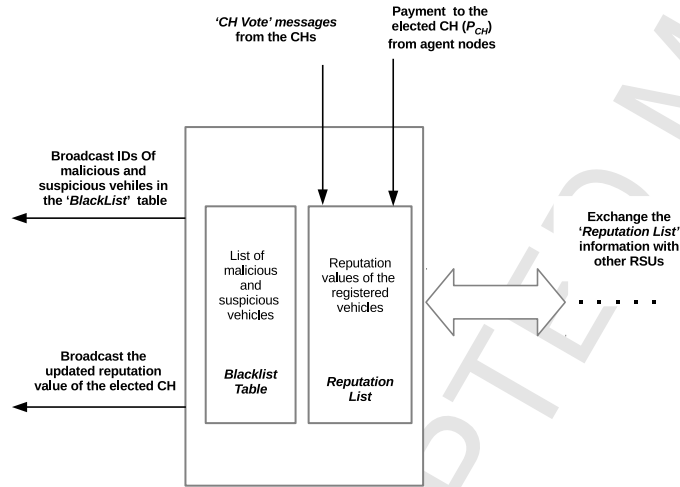 'CH Vote' messages
from the CHs
Payment to the
elected CH (P_CH)
from agent nodes
Broadcast IDs Of
malicious and
suspicious vehiles in
the 'BlackList' table
List of
malicious
and
suspicious
vehicles
Blacklist
Table
Reputation
values of the
registered
vehicles
Reputation
List
Exchange the
'Reputation List'
information with
other RSUs
Broadcast the
updated reputation
value of the elected CH
PTED M